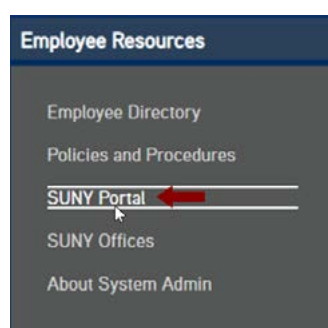 Employee Resources
Employee Directory
Policies and Procedures
SUNY Portal
SUNY Offices
About System Admin